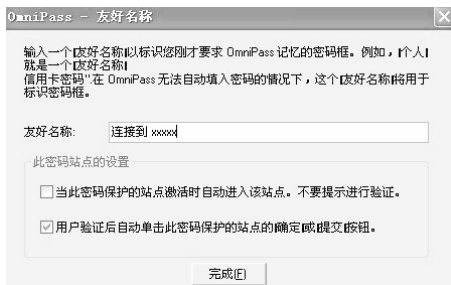 OmniPass - 友好名称
输入一个"友好名称"以标识您刚才要求 OmniPass 记忆的密码框。例如，"个人"
就是一个"友好名称"
信用卡密码"在 OmniPass 无法自动填入密码的情况下，这个"友好名称"将用于
标识密码框。
友好名称:
连接到 xxxxx
此密码站点的设置
当此密码保护的站点激活时自动进入该站点。不要提示进行验证。
用户验证后自动单击此密码保护的站点的"确定"或"提交"按钮。
完成(F)